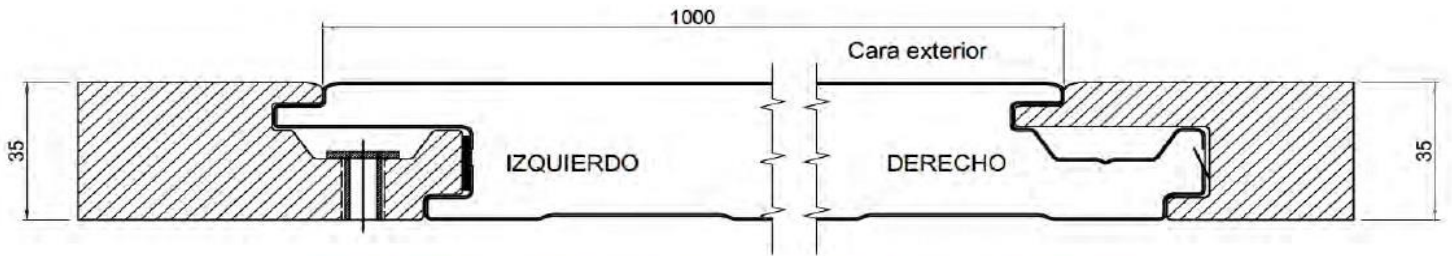 1000
Cara exterior
35
IZQUIERDO
DERECHO
35